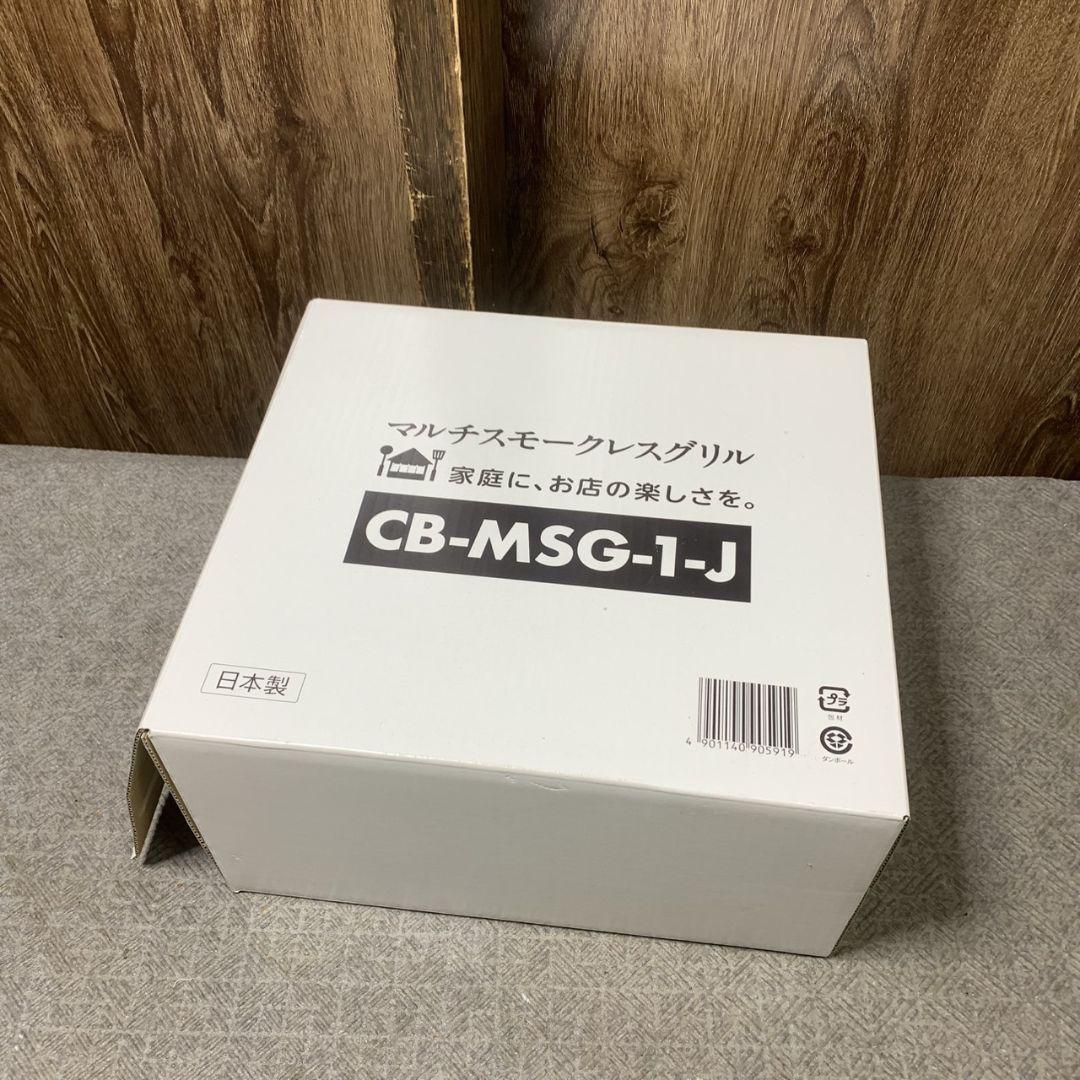 マルチスモークレスグリル
家庭に、お店の楽しさを。
CB-MSG-1-J
日本製
4 901140 905919
プラ
包材
ダンボール